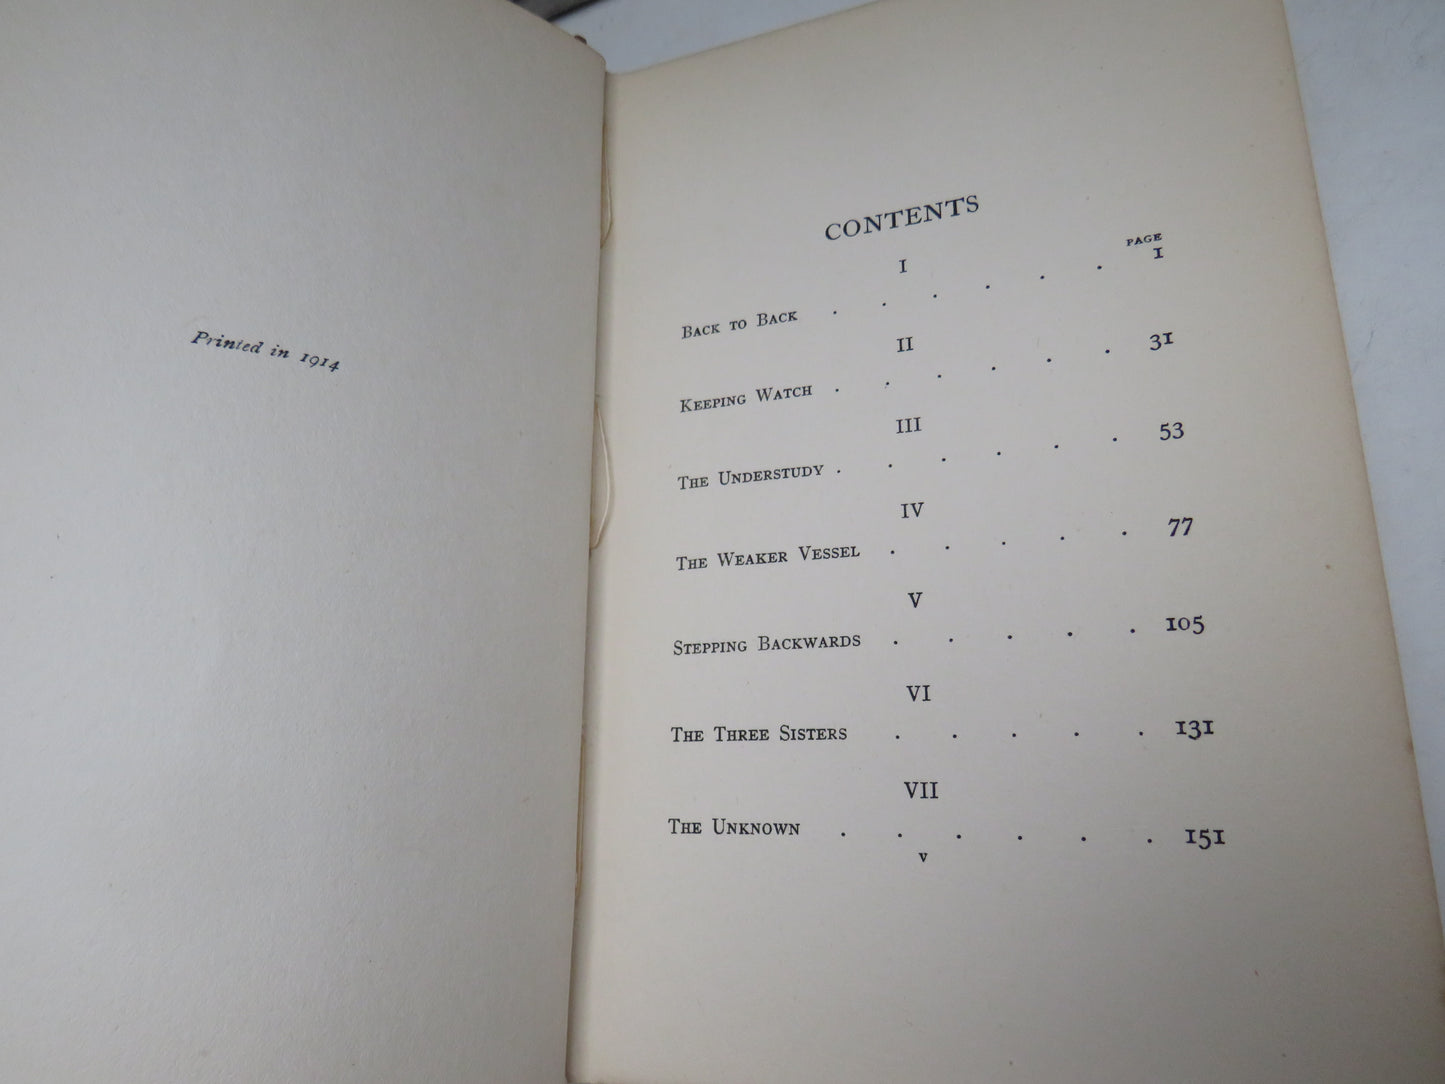 Printed in 1914
CONTENTS
PAGE
I
Back to Back . . . . . . 1
II
Keeping Watch . . . . . . 31
III
The Understudy . . . . . . 53
IV
The Weaker Vessel . . . . . 77
V
Stepping Backwards . . . . . 105
VI
The Three Sisters . . . . . 131
VII
The Unknown . . . . . . 151
v